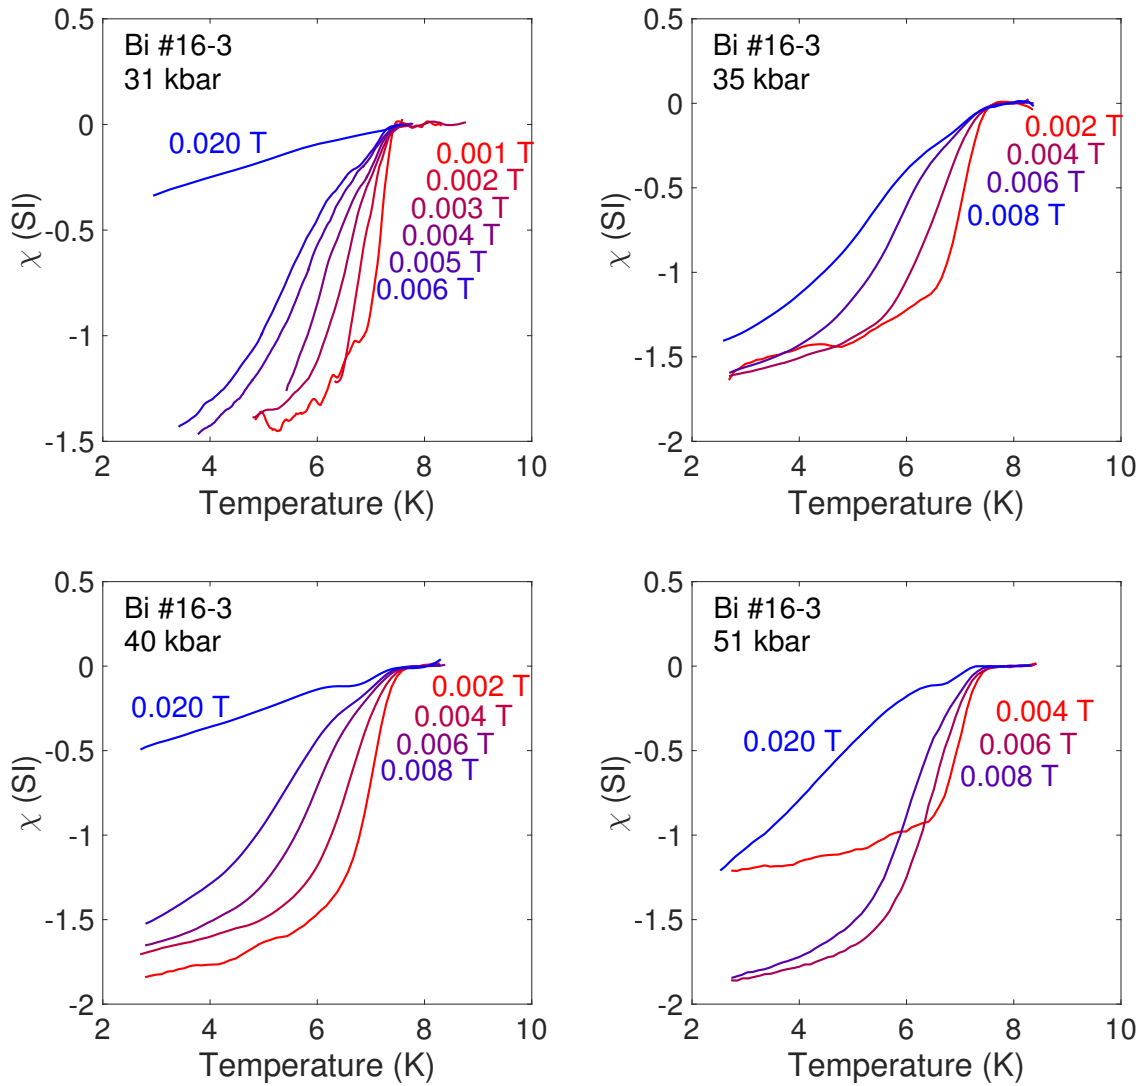 Bi #16-3
31 kbar
0.020 T
0.001 T
0.002 T
0.003 T
0.004 T
0.005 T
0.006 T
0.5
0
-0.5
-1
-1.5
2
4
6
8
10
χ (SI)
Temperature (K)
Bi #16-3
35 kbar
0.002 T
0.004 T
0.006 T
0.008 T
0.5
0
-0.5
-1
-1.5
-2
2
4
6
8
10
χ (SI)
Temperature (K)
Bi #16-3
40 kbar
0.020 T
0.002 T
0.004 T
0.006 T
0.008 T
0.5
0
-0.5
-1
-1.5
-2
2
4
6
8
10
χ (SI)
Temperature (K)
Bi #16-3
51 kbar
0.020 T
0.004 T
0.006 T
0.008 T
0.5
0
-0.5
-1
-1.5
-2
2
4
6
8
10
χ (SI)
Temperature (K)